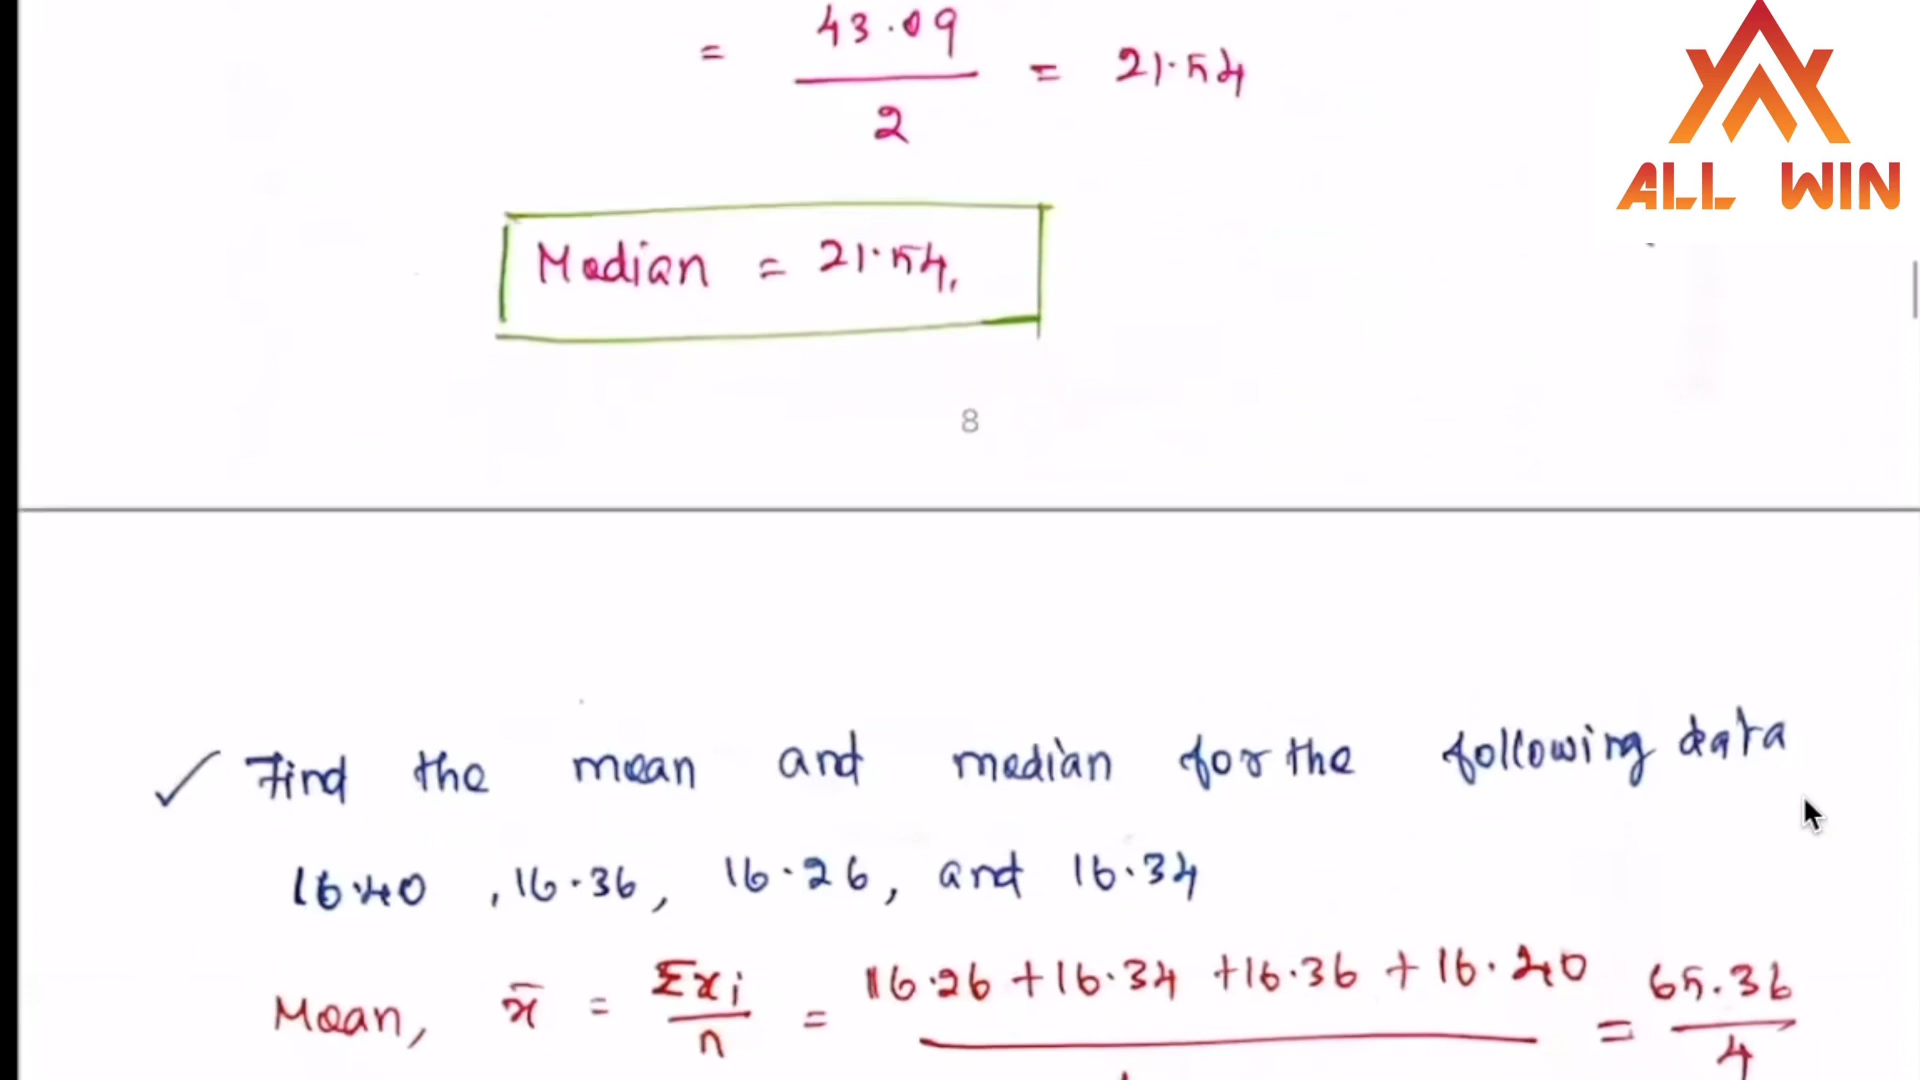 = 43.09 / 2 = 21.54
ALL WIN
Median = 21.54,
8
✓ Find the mean and median for the following data
16.40 , 16.36, 16.26, and 16.34
Mean, x̄ = Σxi / n = 16.26 + 16.34 + 16.36 + 16.40 / 4 = 65.36 / 4